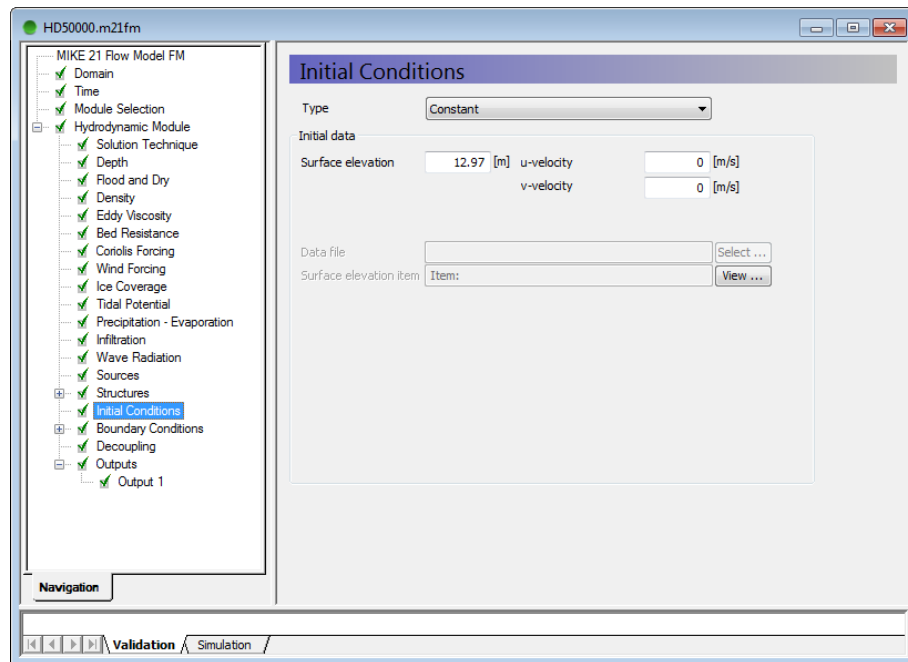 HD50000.m21fm
MIKE 21 Flow Model FM
Domain
Time
Module Selection
Hydrodynamic Module
Solution Technique
Depth
Flood and Dry
Density
Eddy Viscosity
Bed Resistance
Coriolis Forcing
Wind Forcing
Ice Coverage
Tidal Potential
Precipitation - Evaporation
Infiltration
Wave Radiation
Sources
Structures
Initial Conditions
Boundary Conditions
Decoupling
Outputs
Output 1
Navigation
Initial Conditions
Type Constant
Initial data
Surface elevation 12.97 [m] u-velocity 0 [m/s]
v-velocity 0 [m/s]
Data file Select ...
Surface elevation item Item: View ...
Validation Simulation